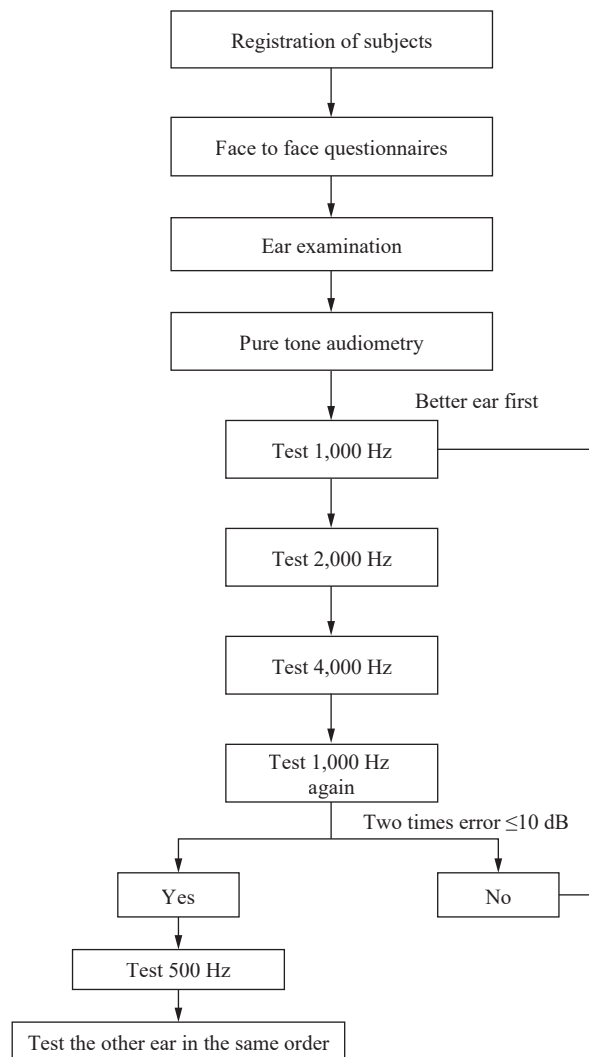 Registration of subjects
Face to face questionnaires
Ear examination
Pure tone audiometry
Better ear first
Test 1,000 Hz
Test 2,000 Hz
Test 4,000 Hz
Test 1,000 Hz
again
Two times error ≤10 dB
Yes
No
Test 500 Hz
Test the other ear in the same order